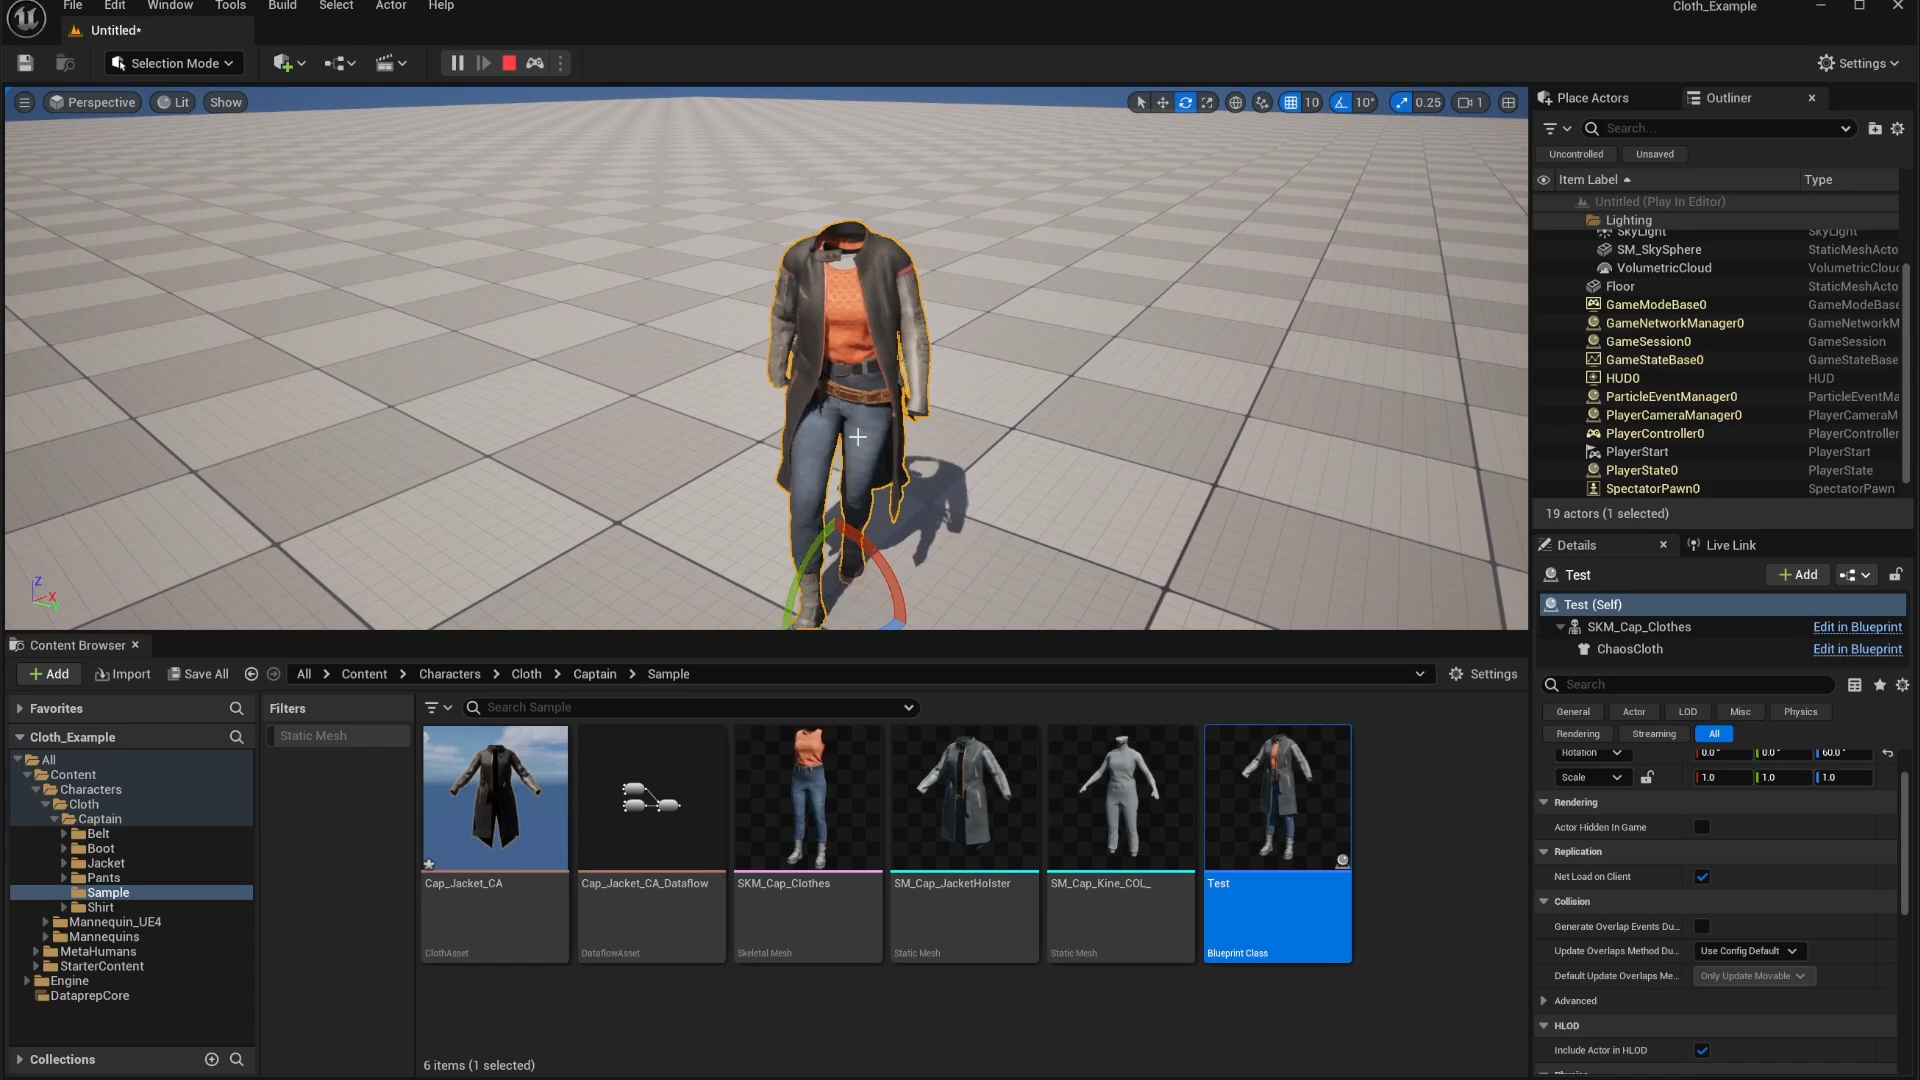 File Edit Window Tools Build Select Actor Help
Cloth_Example
Untitled*
Selection Mode
Settings
Perspective
Lit
Show
10
10°
0.25
1
Place Actors
Outliner
Search...
Uncontrolled
Unsaved
Item Label
Type
Untitled (Play In Editor)
Lighting
SkyLight SkyLight
SM_SkySphere StaticMeshActo
VolumetricCloud VolumetricClou
Floor StaticMeshActo
GameModeBase0 GameModeBase
GameNetworkManager0 GameNetworkM
GameSession0 GameSession
GameStateBase0 GameStateBase
HUD0 HUD
ParticleEventManager0 ParticleEventMa
PlayerCameraManager0 PlayerCameraM
PlayerController0 PlayerController
PlayerStart PlayerStart
PlayerState0 PlayerState
SpectatorPawn0 SpectatorPawn
19 actors (1 selected)
Z
X
Y
Details
Live Link
Test
Add
Test (Self)
SKM_Cap_Clothes Edit in Blueprint
ChaosCloth Edit in Blueprint
Search
General Actor LOD Misc Physics
Rendering Streaming All
Rotation 0.0° 0.0° 60.0°
Scale 1.0 1.0 1.0
Rendering
Actor Hidden In Game
Replication
Net Load on Client
Collision
Generate Overlap Events Du...
Update Overlaps Method Du... Use Config Default
Default Update Overlaps Me... Only Update Movable
Advanced
HLOD
Include Actor in HLOD
Physics
Content Browser
Add
Import
Save All
All > Content > Characters > Cloth > Captain > Sample
Settings
Favorites
Cloth_Example
All
Content
Characters
Cloth
Captain
Belt
Boot
Jacket
Pants
Sample
Shirt
Mannequin_UE4
Mannequins
MetaHumans
StarterContent
Engine
DataprepCore
Collections
Filters
Static Mesh
Search Sample
Cap_Jacket_CA
ClothAsset
Cap_Jacket_CA_Dataflow
DataflowAsset
SKM_Cap_Clothes
Skeletal Mesh
SM_Cap_JacketHolster
Static Mesh
SM_Cap_Kine_COL_
Static Mesh
Test
Blueprint Class
6 items (1 selected)